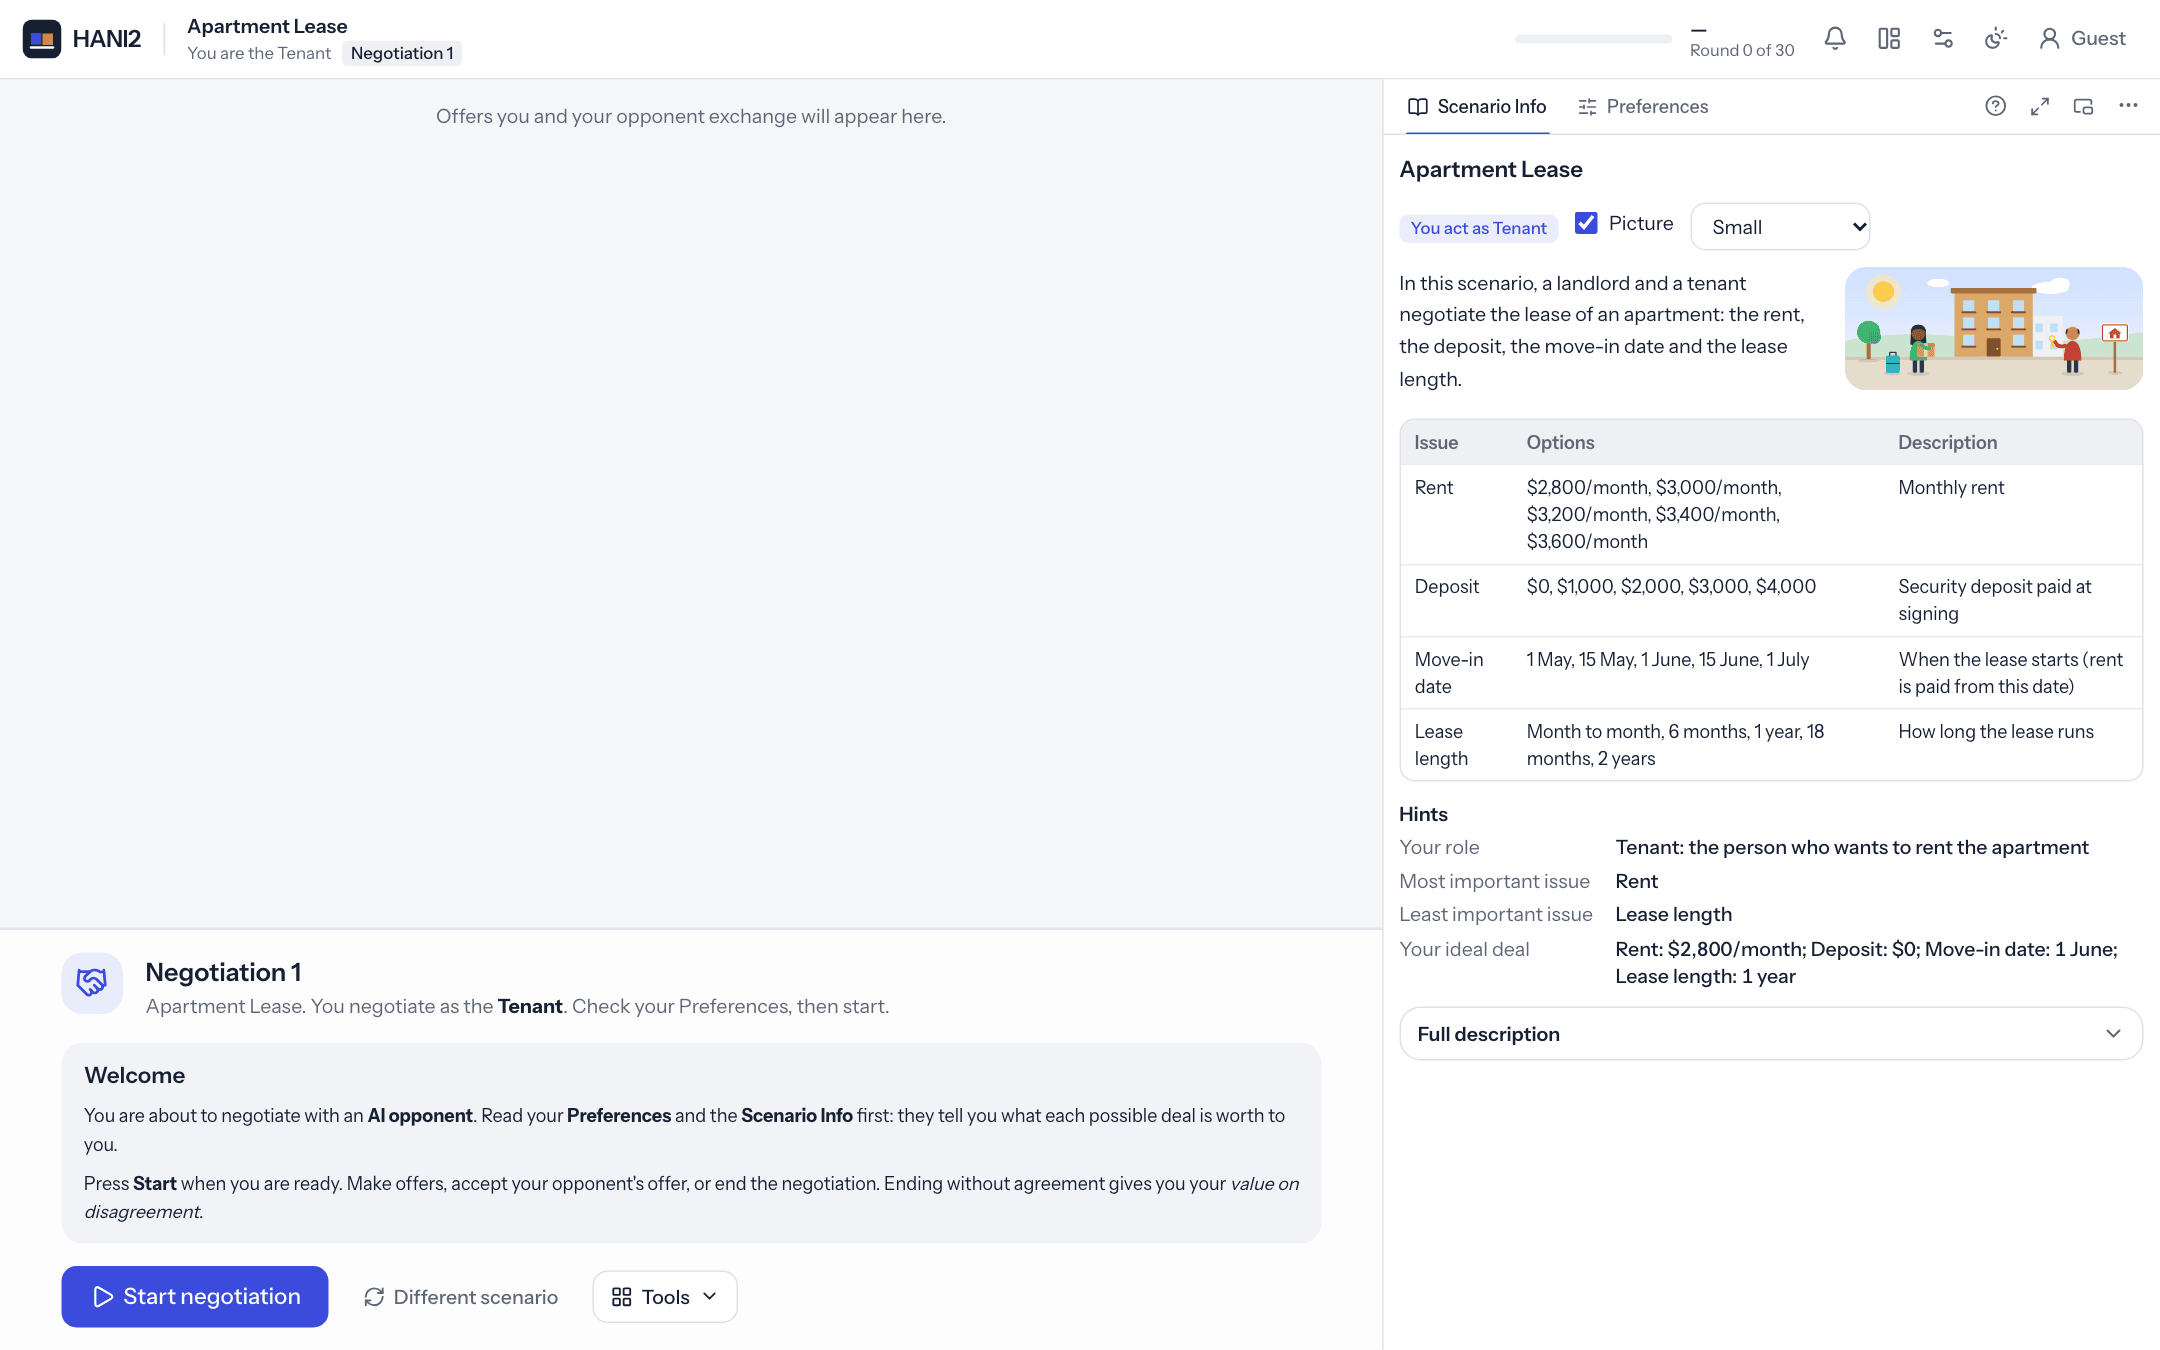 HANI2
Apartment Lease
You are the Tenant Negotiation 1
—
Round 0 of 30
Guest
Offers you and your opponent exchange will appear here.
Scenario Info
Preferences
Apartment Lease
You act as Tenant
Picture
Small
In this scenario, a landlord and a tenant
negotiate the lease of an apartment: the rent,
the deposit, the move-in date and the lease
length.
Issue Options Description
Rent $2,800/month, $3,000/month, Monthly rent
$3,200/month, $3,400/month,
$3,600/month
Deposit $0, $1,000, $2,000, $3,000, $4,000 Security deposit paid at
signing
Move-in 1 May, 15 May, 1 June, 15 June, 1 July When the lease starts (rent
date is paid from this date)
Lease Month to month, 6 months, 1 year, 18 How long the lease runs
length months, 2 years
Hints
Your role Tenant: the person who wants to rent the apartment
Most important issue Rent
Least important issue Lease length
Your ideal deal Rent: $2,800/month; Deposit: $0; Move-in date: 1 June;
Lease length: 1 year
Full description
Negotiation 1
Apartment Lease. You negotiate as the Tenant. Check your Preferences, then start.
Welcome
You are about to negotiate with an AI opponent. Read your Preferences and the Scenario Info first: they tell you what each possible deal is worth to
you.
Press Start when you are ready. Make offers, accept your opponent's offer, or end the negotiation. Ending without agreement gives you your value on
disagreement.
Start negotiation
Different scenario
Tools